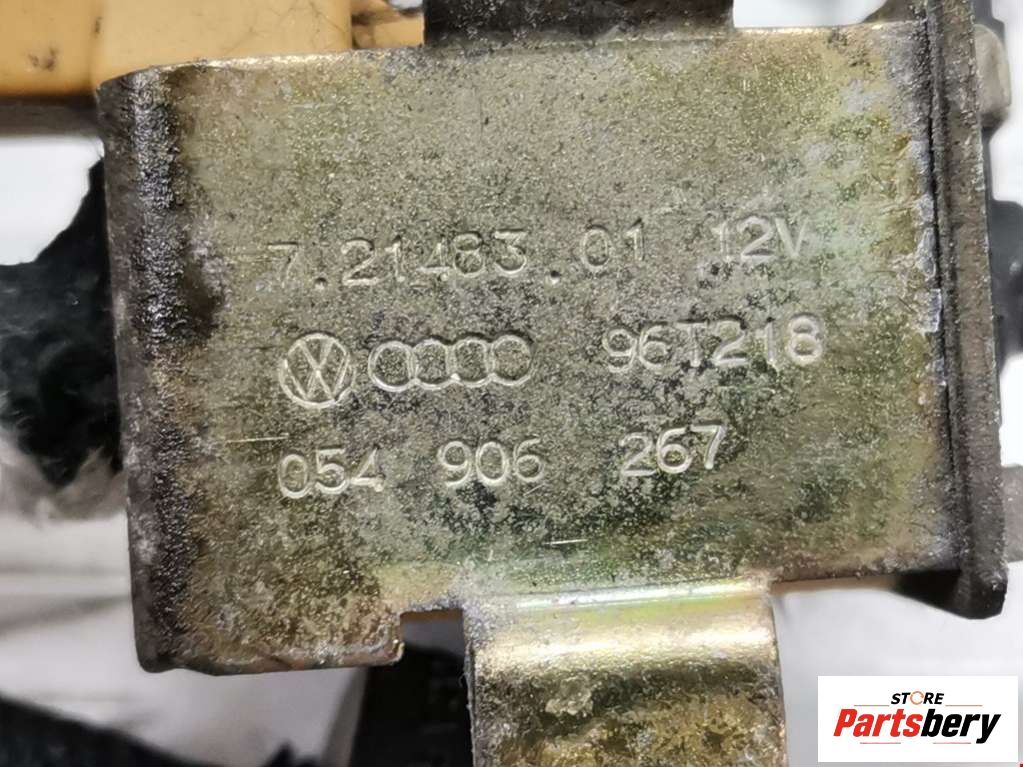 7.21483.01 12V
96T218
054 906 267
STORE
Partsbery